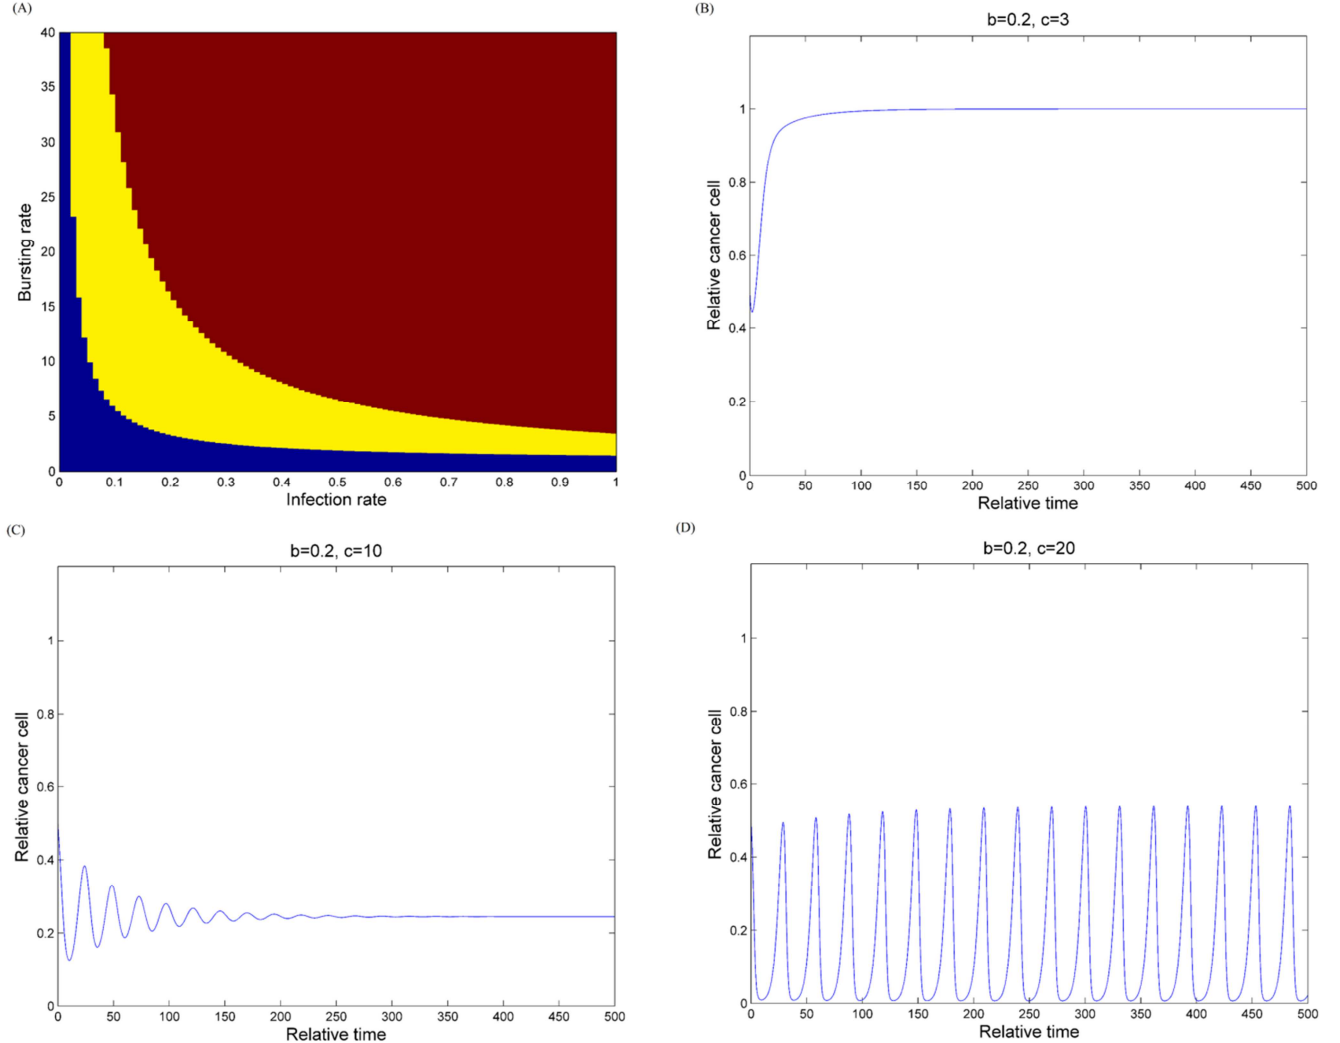 (A)
40
35
30
25
20
15
10
5
0
Bursting rate
0 0.1 0.2 0.3 0.4 0.5 0.6 0.7 0.8 0.9 1
Infection rate
(B)
b=0.2, c=3
1
0.8
0.6
0.4
0.2
0
Relative cancer cell
0 50 100 150 200 250 300 350 400 450 500
Relative time
(C)
b=0.2, c=10
1
0.8
0.6
0.4
0.2
0
Relative cancer cell
0 50 100 150 200 250 300 350 400 450 500
Relative time
(D)
b=0.2, c=20
1
0.8
0.6
0.4
0.2
0
Relative cancer cell
0 50 100 150 200 250 300 350 400 450 500
Relative time